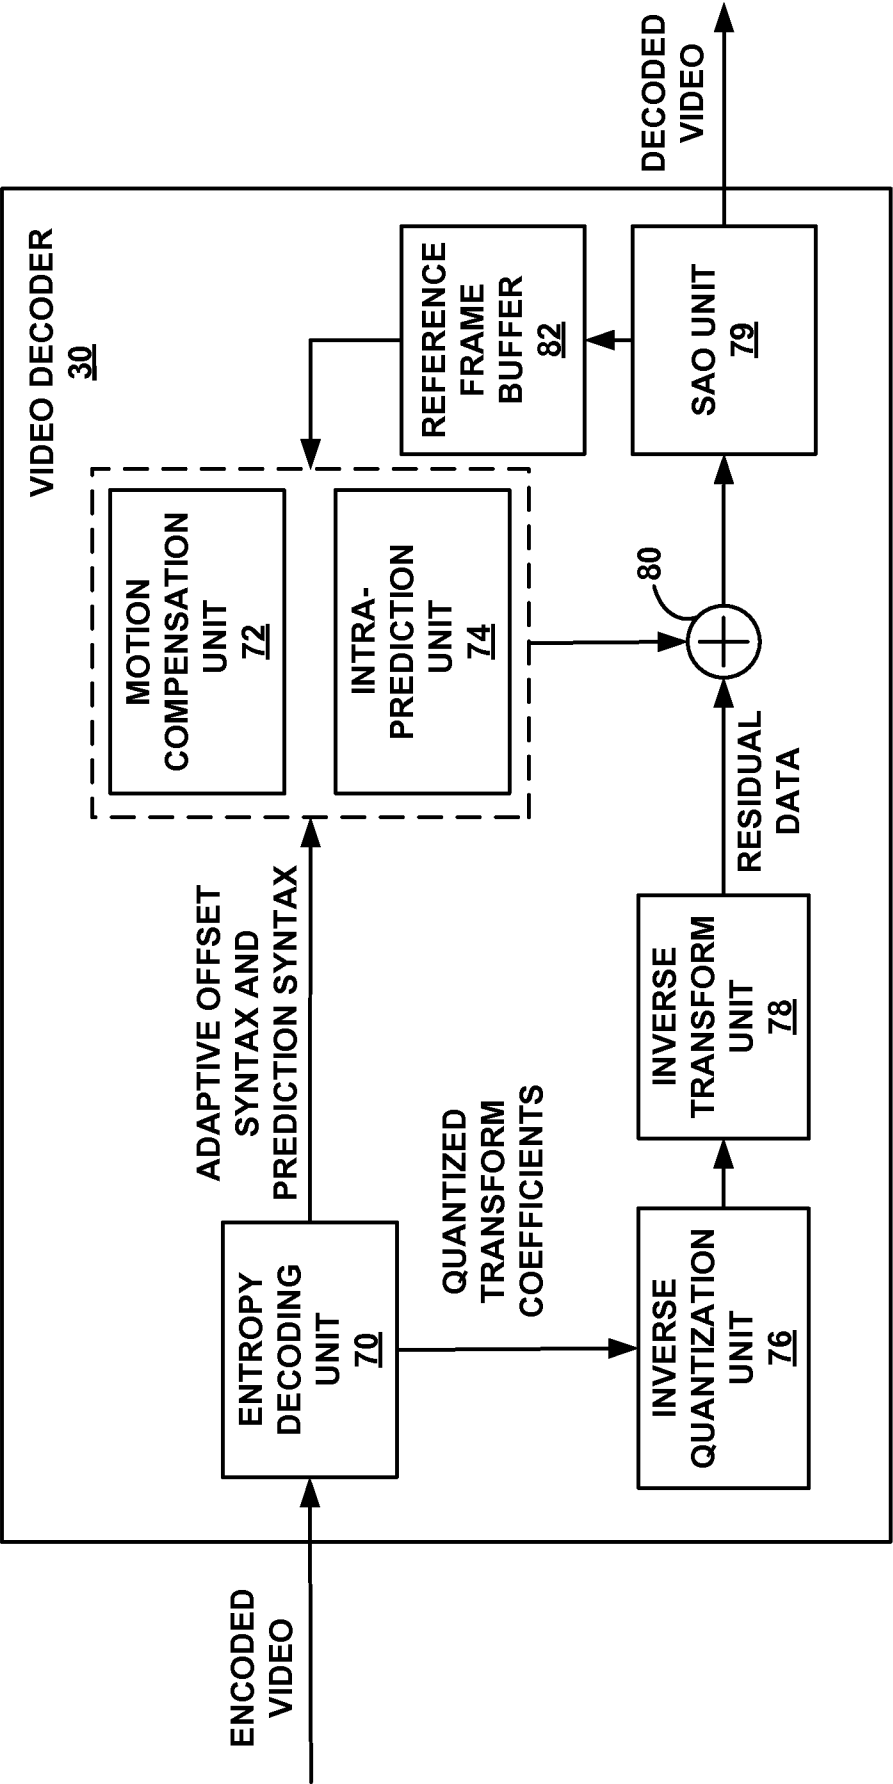 VIDEO DECODER
30
ENCODED
VIDEO
ENTROPY
DECODING
UNIT
70
ADAPTIVE OFFSET
SYNTAX AND
PREDICTION SYNTAX
MOTION
COMPENSATION
UNIT
72
INTRA-
PREDICTION
UNIT
74
REFERENCE
FRAME
BUFFER
82
QUANTIZED
TRANSFORM
COEFFICIENTS
INVERSE
QUANTIZATION
UNIT
76
INVERSE
TRANSFORM
UNIT
78
RESIDUAL
DATA
80
SAO UNIT
79
DECODED
VIDEO